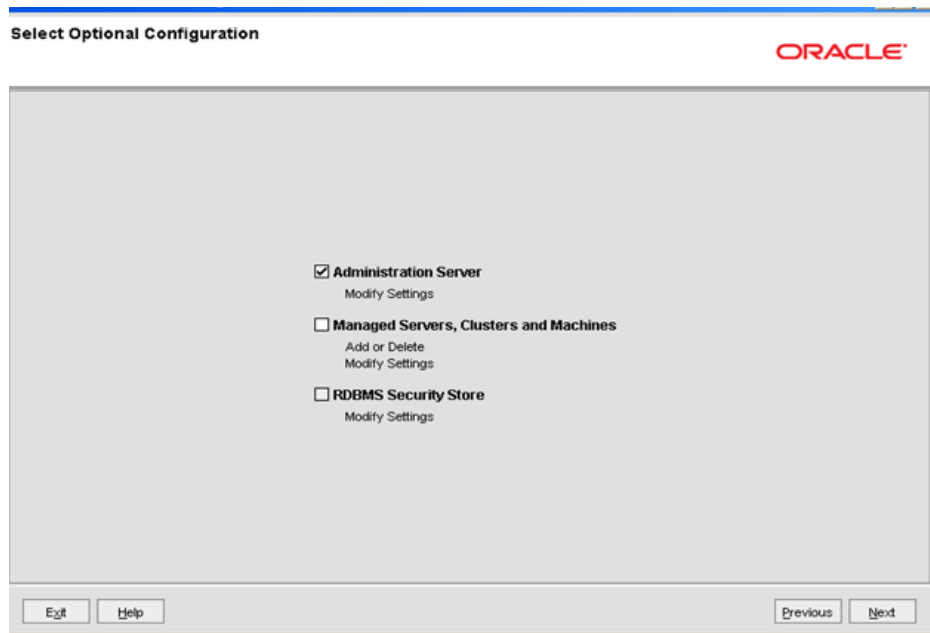 Select Optional Configuration
ORACLE
Administration Server
Modify Settings
Managed Servers, Clusters and Machines
Add or Delete
Modify Settings
RDBMS Security Store
Modify Settings
Exit
Help
Previous
Next